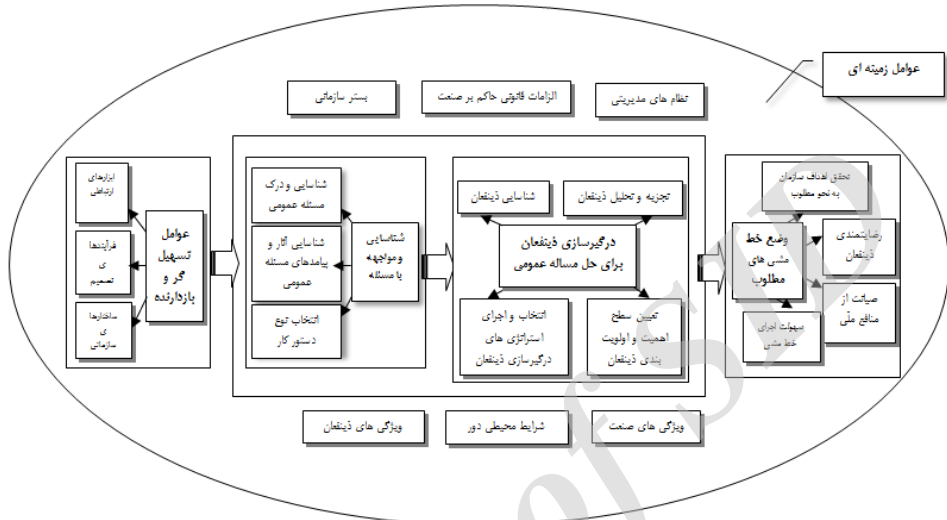 عوامل زمینه ای
نظام های مدیریتی
الزامات قانونی حاکم بر صنعت
بستر سازمانی
ابزارهای
ارتباطی
فرآیندها
ی
تصمیم
ساختارها
ی
سازمانی
عوامل
تسهیل
گر و
بازدارنده
شناسایی و درک
مسئله عمومی
شناسایی آثار و
پیامدهای مسئله
عمومی
انتخاب نوع
دستور کار
شناسایی
و مواجهه
با مسئله
شناسایی ذینفعان
تجزیه و تحلیل ذینفعان
درگیرسازی ذینفعان
برای حل مساله عمومی
انتخاب و اجرای
استراتژی های
درگیرسازی ذینفعان
تعیین سطح
اهمیت و اولویت
بندی ذینفعان
تحقق اهداف سازمان
به نحو مطلوب
وضع خط
مشی های
مطلوب
رضایتمندی
ذینفعان
صیانت از
منافع ملّی
سهولت اجرای
خط مشی
ویژگی های صنعت
شرایط محیطی دور
ویژگی های ذینفعان
of SID